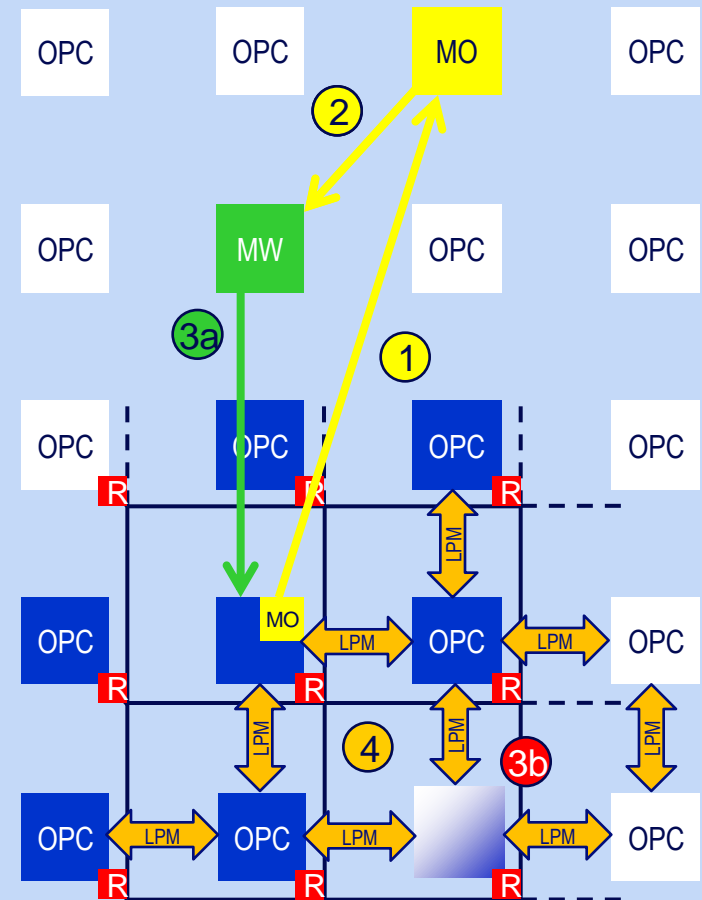 OPC OPC MO OPC
2
OPC MW OPC OPC
3a
1
OPC OPC OPC OPC
R R R
LPM
MO
OPC LPM OPC LPM OPC
R R R
LPM LPM LPM
4
3b
OPC LPM OPC LPM LPM OPC
R R R